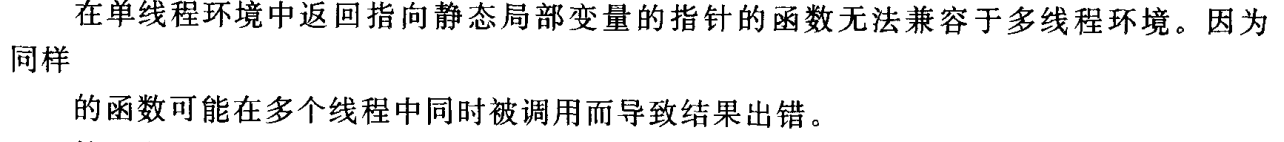 在单线程环境中返回指向静态局部变量的指针的函数无法兼容于多线程环境。因为
同样
的函数可能在多个线程中同时被调用而导致结果出错。